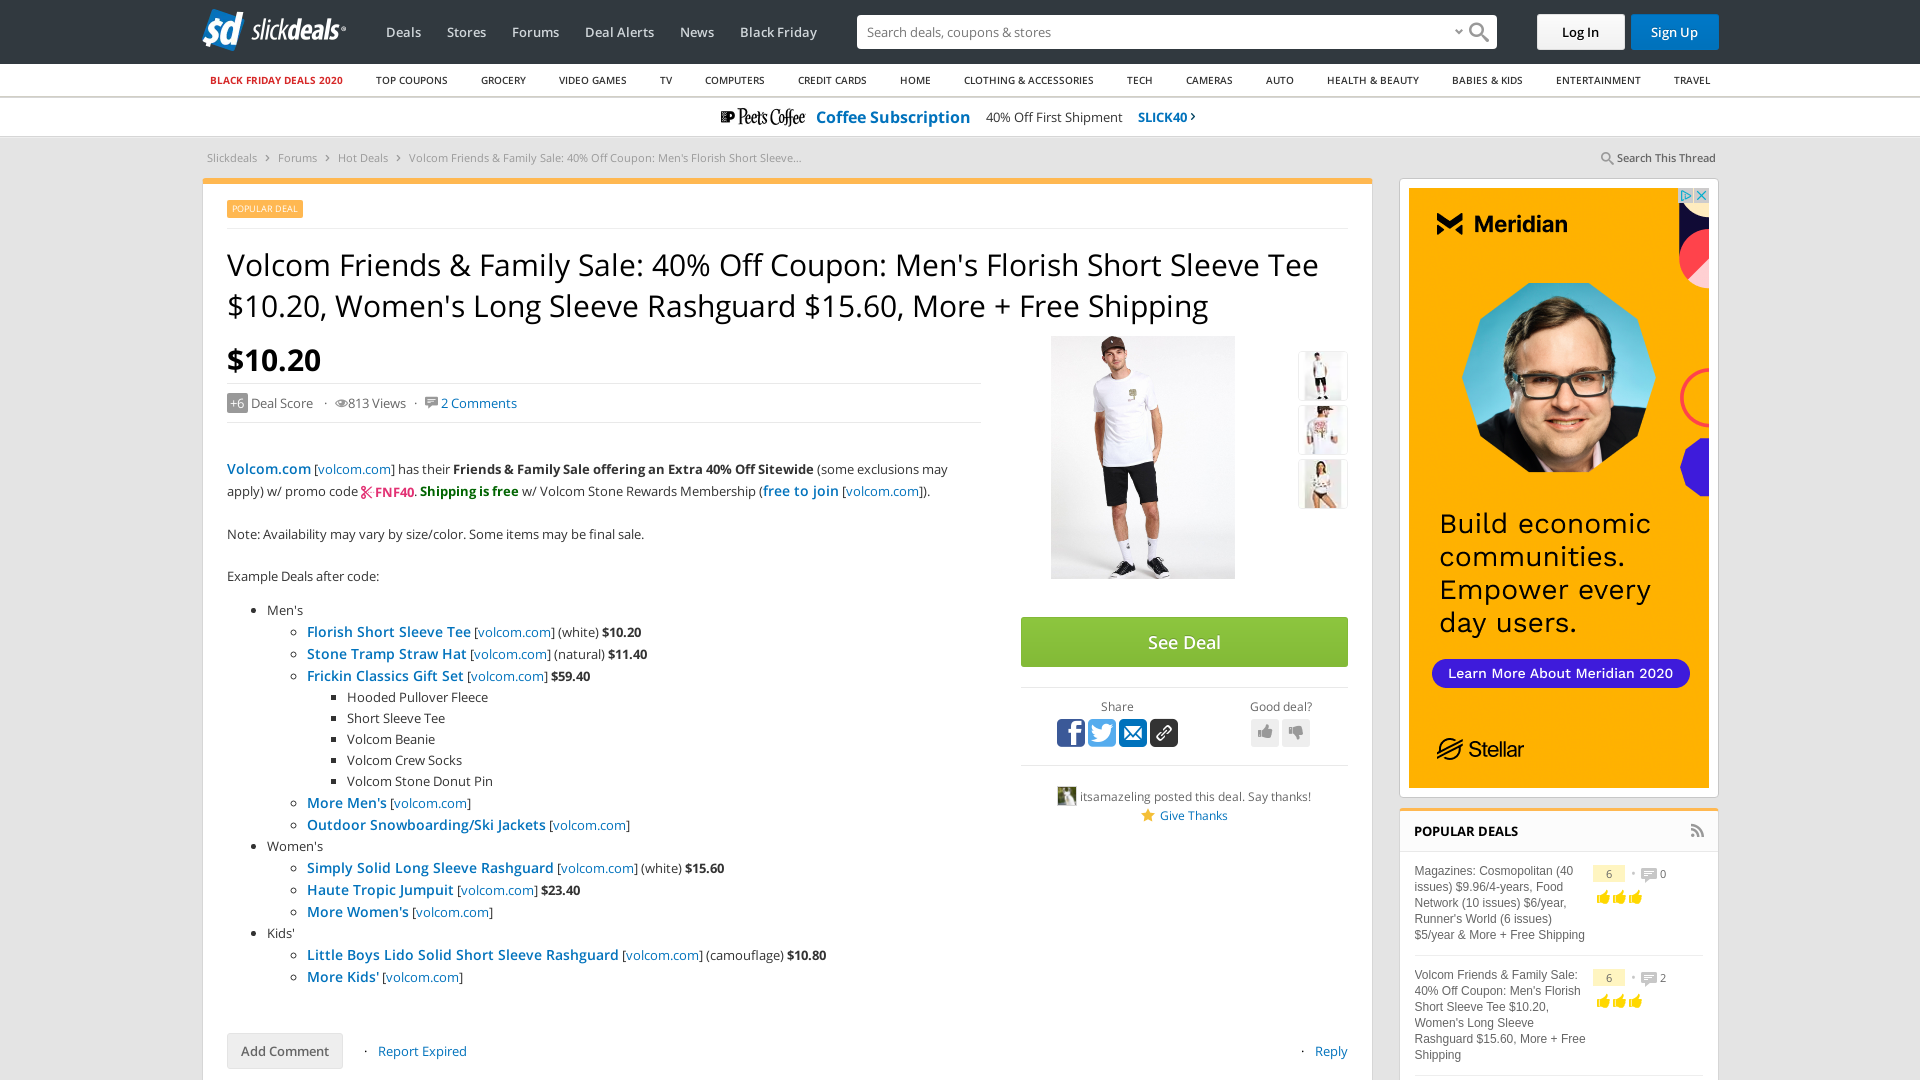 sd slickdeals
Deals Stores Forums Deal Alerts News Black Friday
Search deals, coupons & stores
Log In
Sign Up
BLACK FRIDAY DEALS 2020 TOP COUPONS GROCERY VIDEO GAMES TV COMPUTERS CREDIT CARDS HOME CLOTHING & ACCESSORIES TECH CAMERAS AUTO HEALTH & BEAUTY BABIES & KIDS ENTERTAINMENT TRAVEL
Peet's Coffee Coffee Subscription 40% Off First Shipment SLICK40
Slickdeals › Forums › Hot Deals › Volcom Friends & Family Sale: 40% Off Coupon: Men's Florish Short Sleeve...
Search This Thread
POPULAR DEAL
Volcom Friends & Family Sale: 40% Off Coupon: Men's Florish Short Sleeve Tee
$10.20, Women's Long Sleeve Rashguard $15.60, More + Free Shipping
$10.20
+6 Deal Score · 813 Views · 2 Comments
Volcom.com [volcom.com] has their Friends & Family Sale offering an Extra 40% Off Sitewide (some exclusions may
apply) w/ promo code FNF40. Shipping is free w/ Volcom Stone Rewards Membership (free to join [volcom.com]).
Note: Availability may vary by size/color. Some items may be final sale.
Example Deals after code:
Men's
Florish Short Sleeve Tee [volcom.com] (white) $10.20
Stone Tramp Straw Hat [volcom.com] (natural) $11.40
Frickin Classics Gift Set [volcom.com] $59.40
Hooded Pullover Fleece
Short Sleeve Tee
Volcom Beanie
Volcom Crew Socks
Volcom Stone Donut Pin
More Men's [volcom.com]
Outdoor Snowboarding/Ski Jackets [volcom.com]
Women's
Simply Solid Long Sleeve Rashguard [volcom.com] (white) $15.60
Haute Tropic Jumpuit [volcom.com] $23.40
More Women's [volcom.com]
Kids'
Little Boys Lido Solid Short Sleeve Rashguard [volcom.com] (camouflage) $10.80
More Kids' [volcom.com]
Add Comment · Report Expired
· Reply
See Deal
Share
Good deal?
itsamazeling posted this deal. Say thanks!
Give Thanks
Meridian
Build economic
communities.
Empower every
day users.
Learn More About Meridian 2020
Stellar
POPULAR DEALS
Magazines: Cosmopolitan (40
issues) $9.96/4-years, Food
Network (10 issues) $6/year,
Runner's World (6 issues)
$5/year & More + Free Shipping
6 • 0
Volcom Friends & Family Sale:
40% Off Coupon: Men's Florish
Short Sleeve Tee $10.20,
Women's Long Sleeve
Rashguard $15.60, More + Free
Shipping
6 • 2